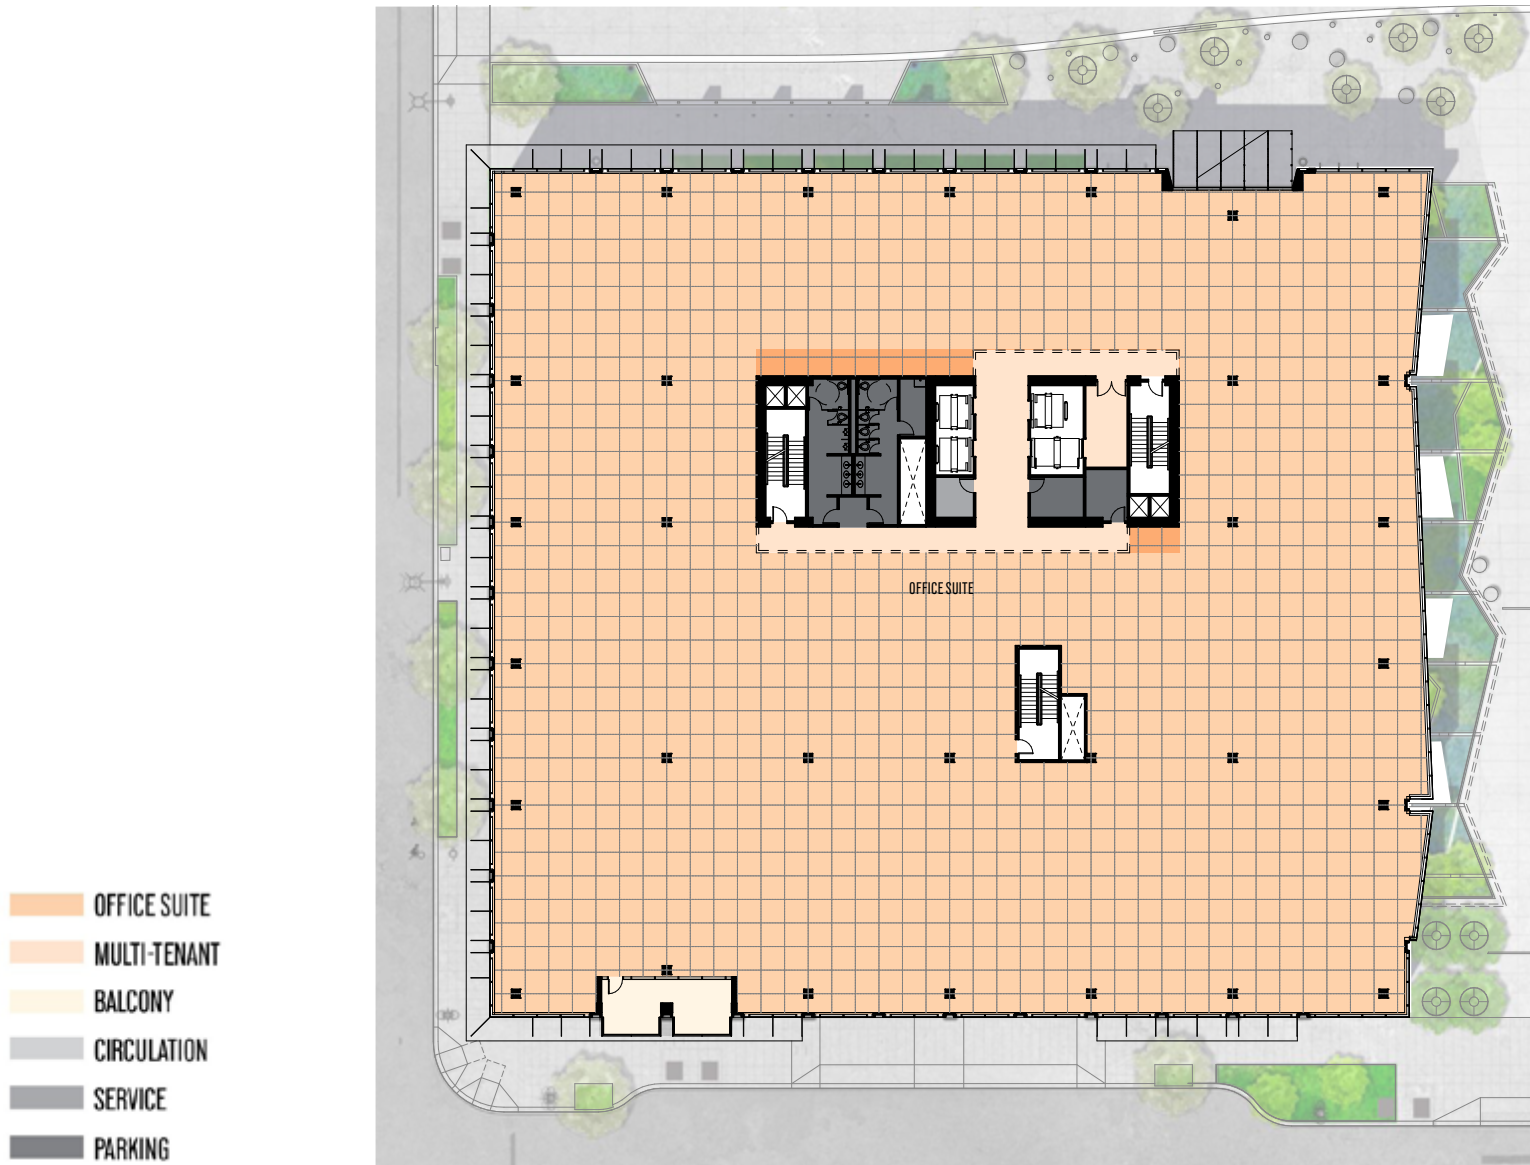 OFFICE SUITE
OFFICE SUITE
MULTI-TENANT
BALCONY
CIRCULATION
SERVICE
PARKING